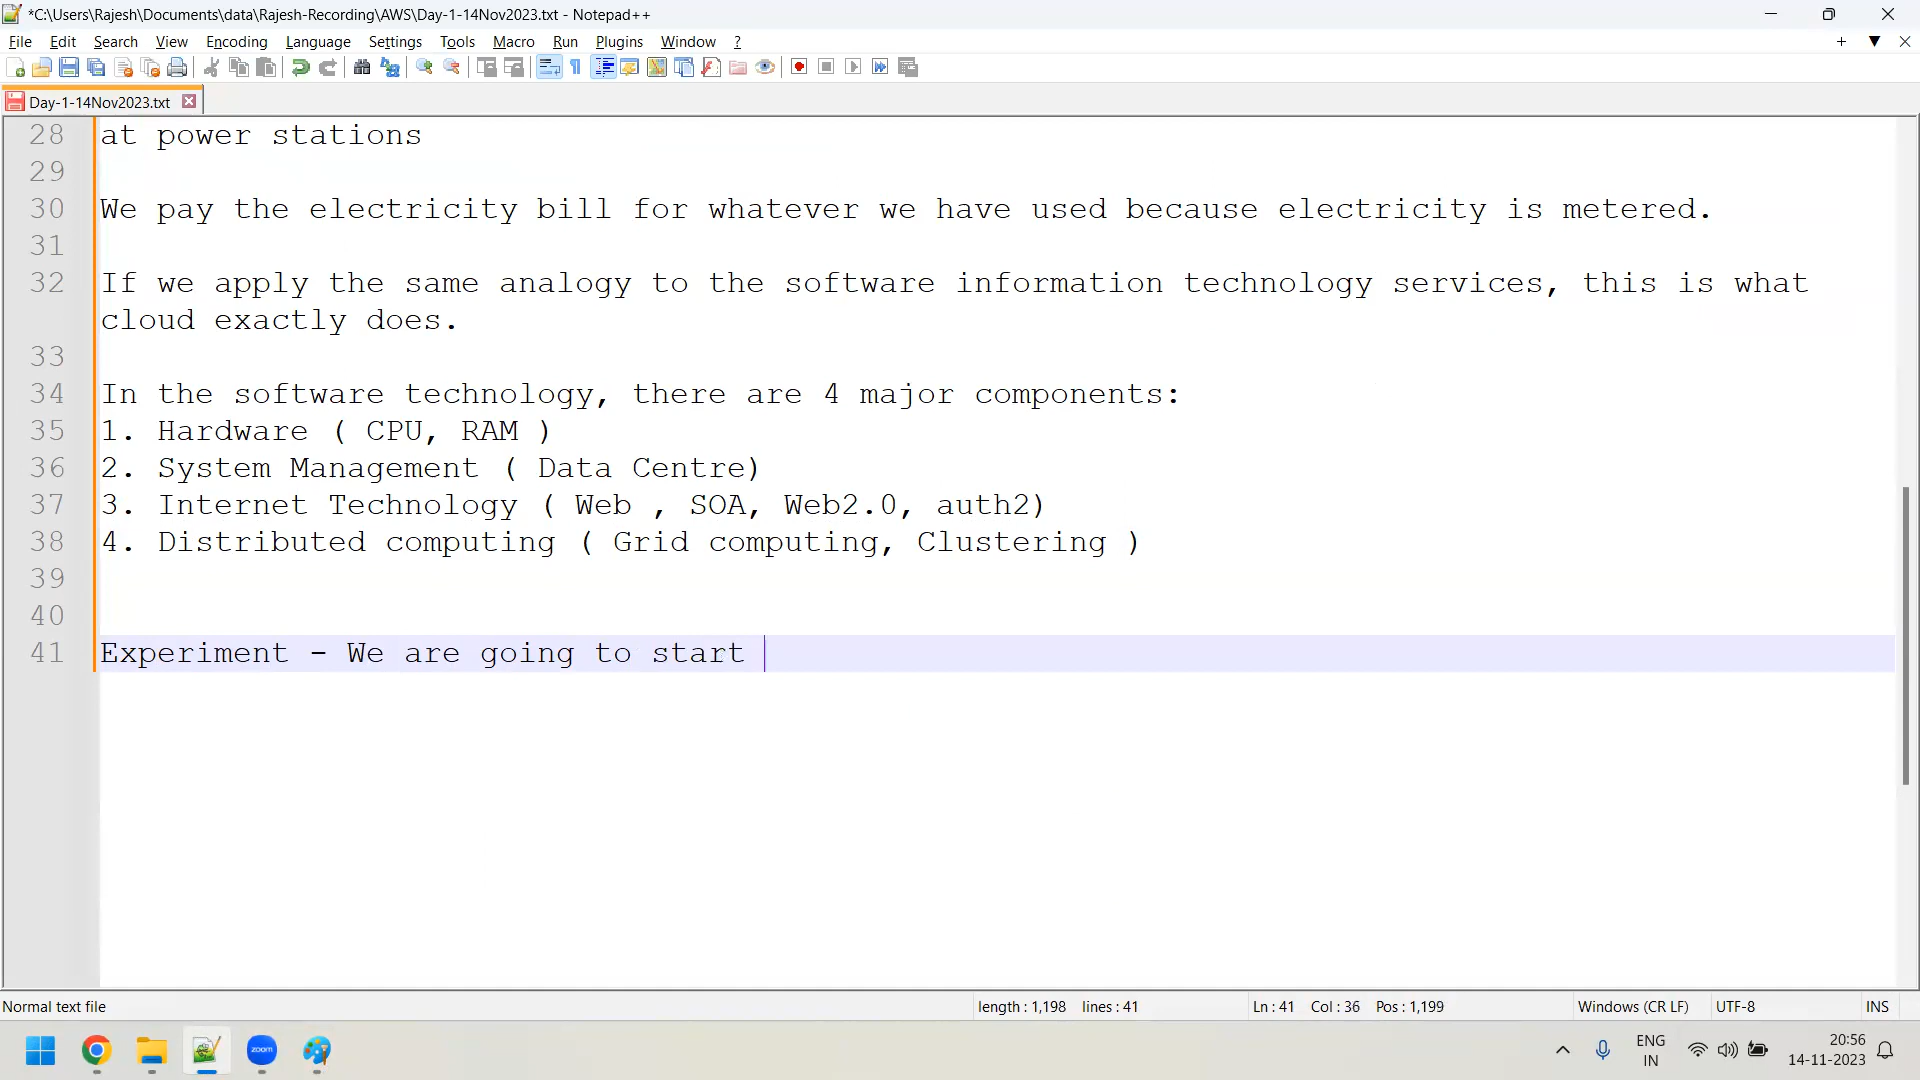 *C:\Users\Rajesh\Documents\data\Rajesh-Recording\AWS\Day-1-14Nov2023.txt - Notepad++
File Edit Search View Encoding Language Settings Tools Macro Run Plugins Window ?
Day-1-14Nov2023.txt
28 at power stations
29
30 We pay the electricity bill for whatever we have used because electricity is metered.
31
32 If we apply the same analogy to the software information technology services, this is what
cloud exactly does.
33
34 In the software technology, there are 4 major components:
35 1. Hardware ( CPU, RAM )
36 2. System Management ( Data Centre)
37 3. Internet Technology ( Web , SOA, Web2.0, auth2)
38 4. Distributed computing ( Grid computing, Clustering )
39
40
41 Experiment - We are going to start
Normal text file length : 1,198 lines : 41 Ln : 41 Col : 36 Pos : 1,199 Windows (CR LF) UTF-8 INS
zoom
ENG
IN
20:56
14-11-2023